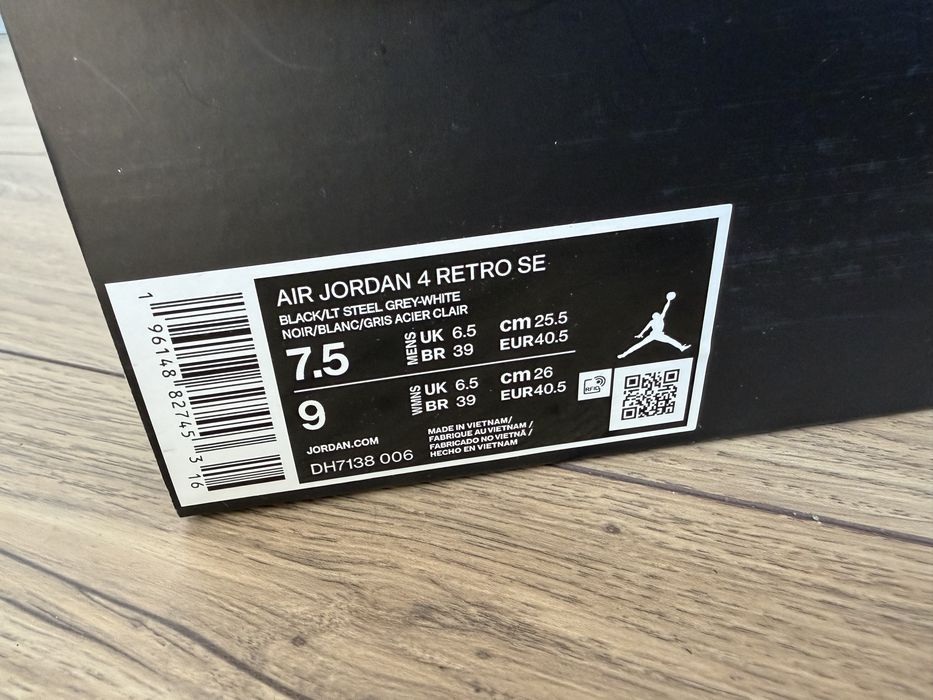 AIR JORDAN 4 RETRO SE
BLACK/LT STEEL GREY-WHITE
NOIR/BLANC/GRIS ACIER CLAIR
7.5 MENS UK 6.5 cm 25.5
BR 39 EUR 40.5
9 WMNS UK 6.5 cm 26
BR 39 EUR 40.5
RFID
JORDAN.COM
DH7138 006
MADE IN VIETNAM/
FABRIQUE AU VIETNAM /
FABRICADO NO VIETNÃ /
HECHO EN VIETNAM
1 96148 82745 3 16